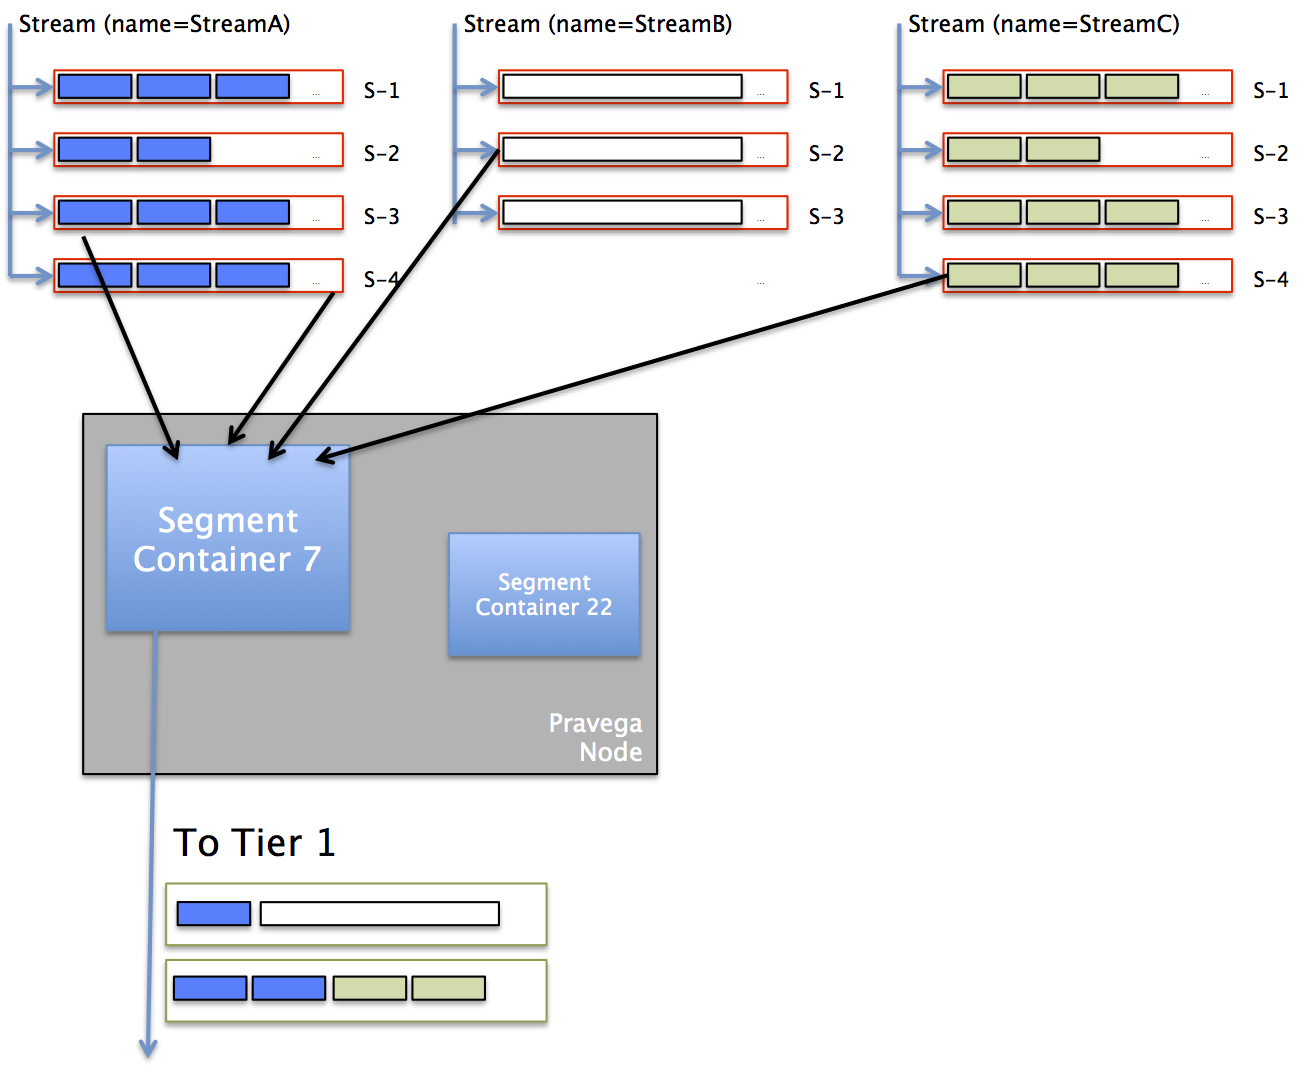 Stream (name=StreamA)
Stream (name=StreamB)
Stream (name=StreamC)
... S-1
... S-1
... S-1
... S-2
... S-2
... S-2
... S-3
... S-3
... S-3
... S-4
...
... S-4
Segment
Container 7
Segment
Container 22
Pravega
Node
To Tier 1